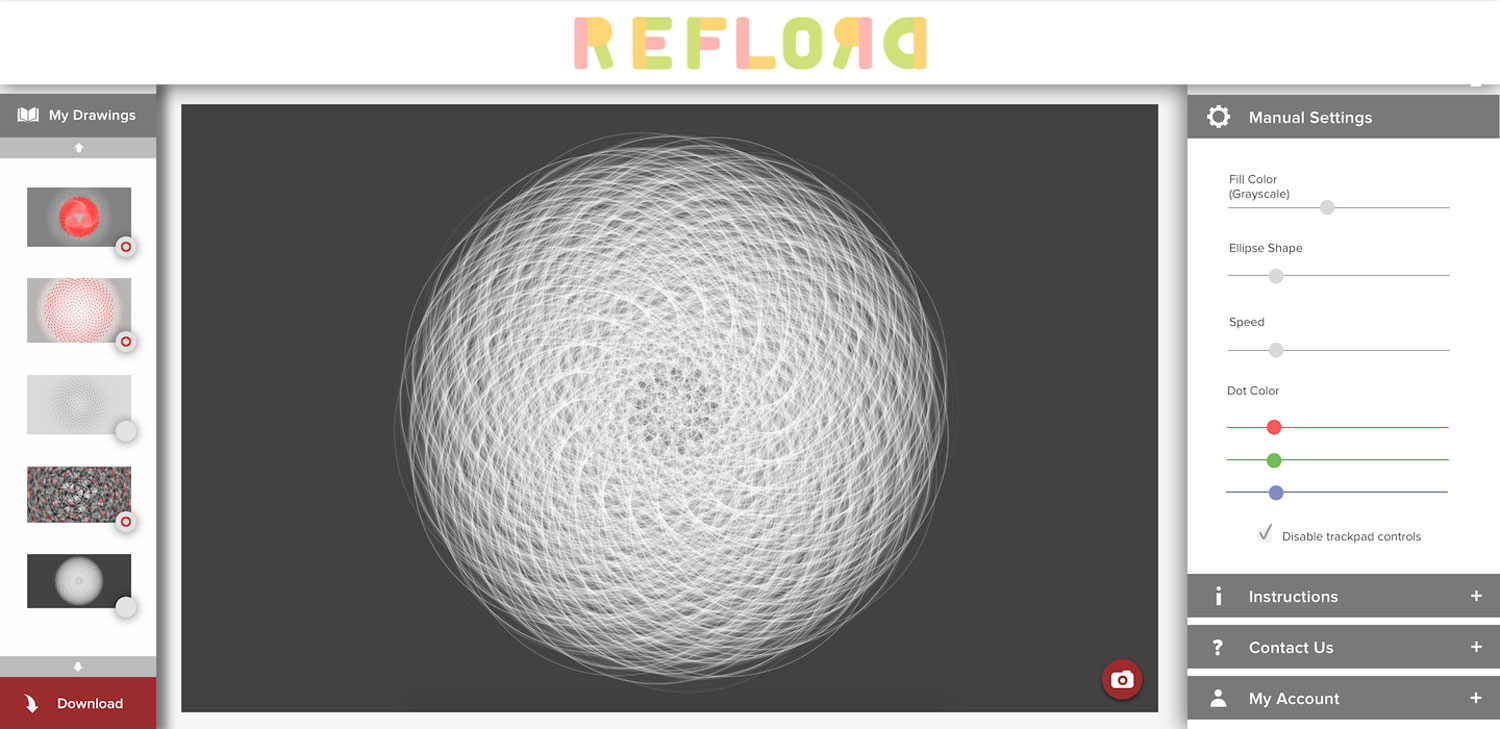 REFLORD
My Drawings
Download
Manual Settings
Fill Color
(Grayscale)
Ellipse Shape
Speed
Dot Color
Disable trackpad controls
Instructions
Contact Us
My Account